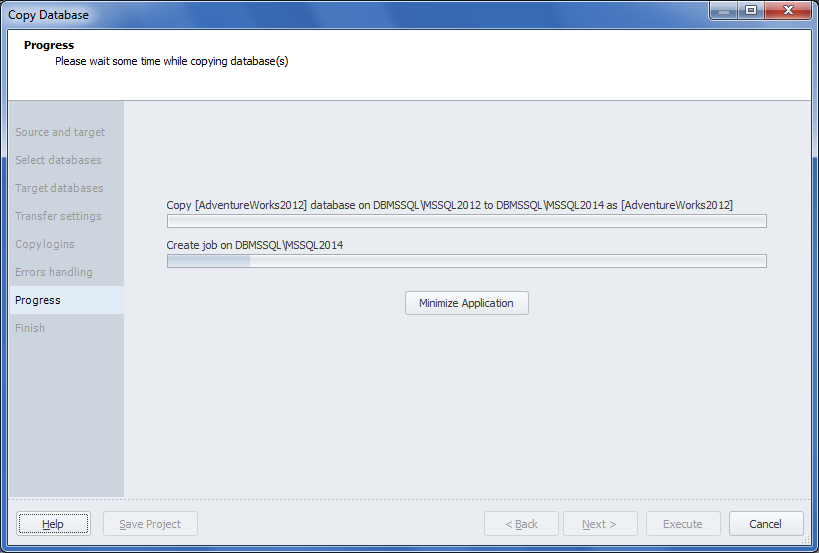 Copy Database
Progress
Please wait some time while copying database(s)
Source and target
Select databases
Target databases
Transfer settings
Copy logins
Errors handling
Progress
Finish
Copy [AdventureWorks2012] database on DBMSSQL\MSSQL2012 to DBMSSQL\MSSQL2014 as [AdventureWorks2012]
Create job on DBMSSQL\MSSQL2014
Minimize Application
Help
Save Project
< Back
Next >
Execute
Cancel